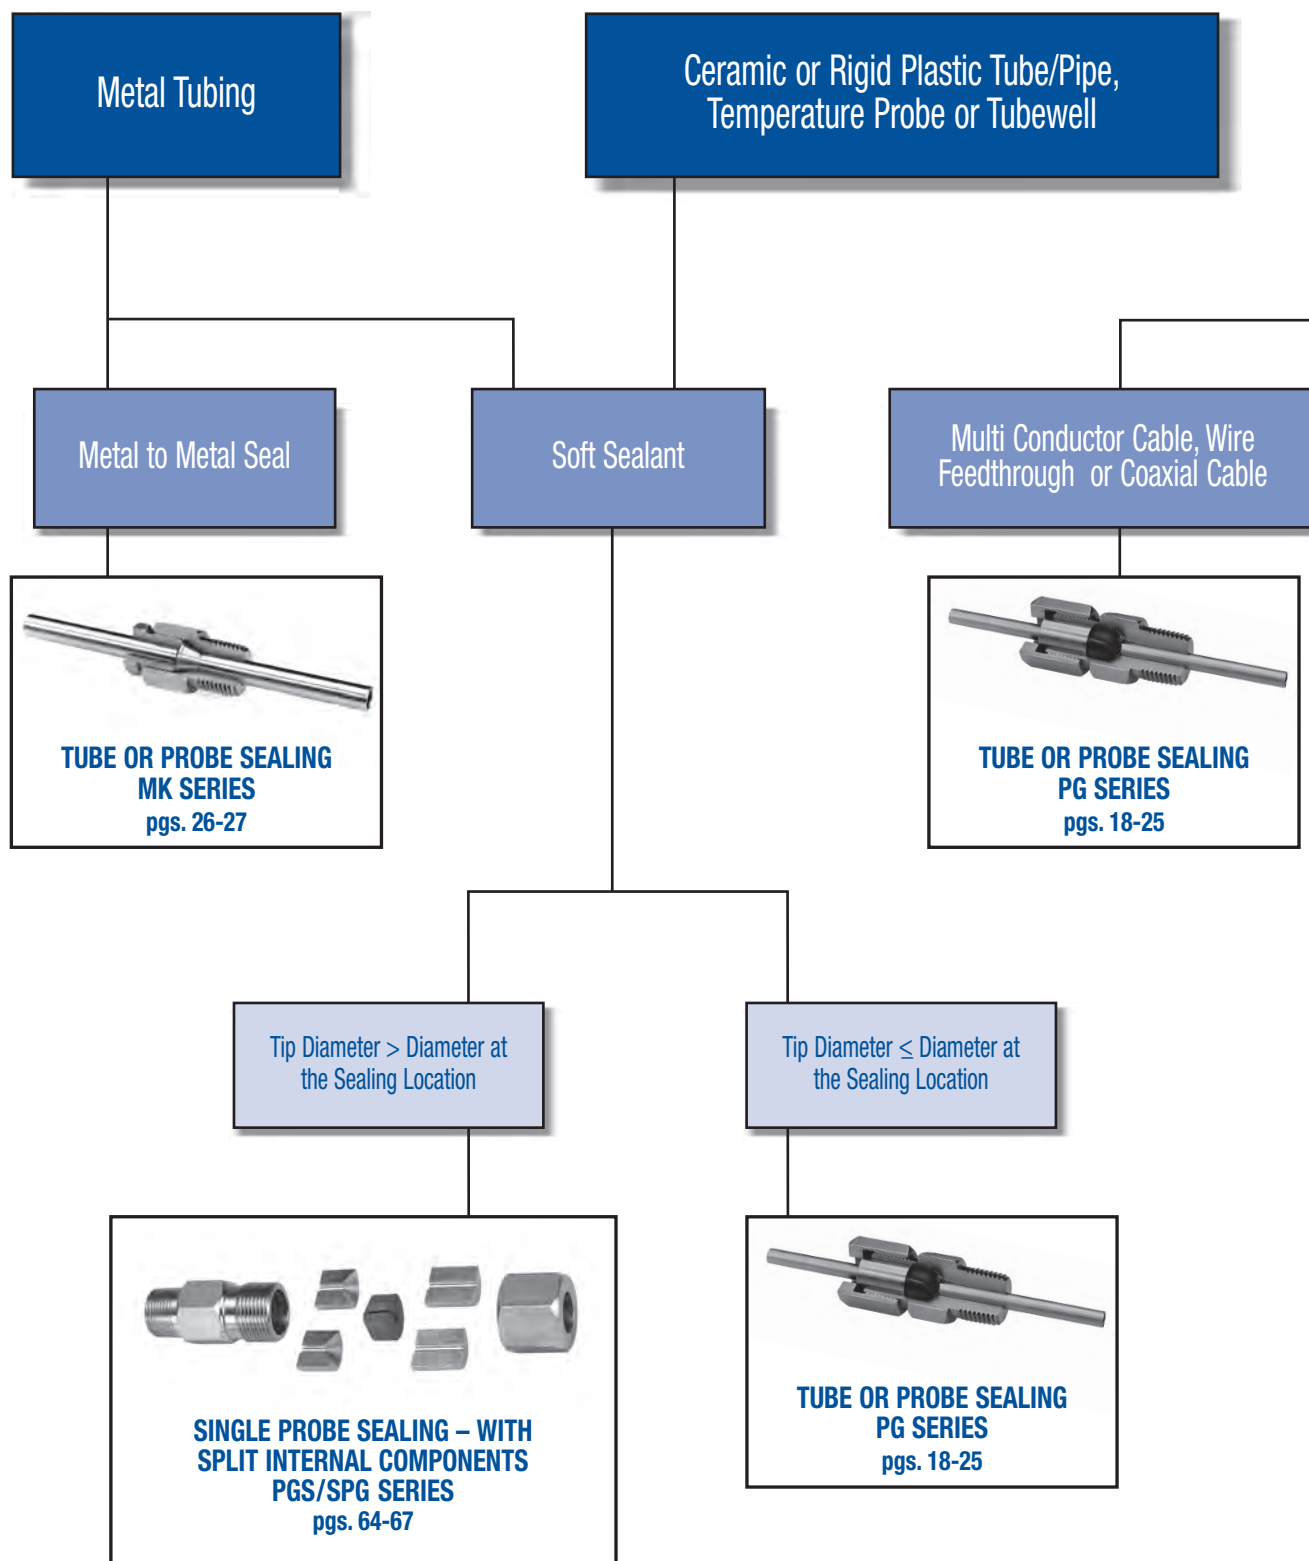 Metal Tubing
Ceramic or Rigid Plastic Tube/Pipe,
Temperature Probe or Tubewell
Metal to Metal Seal
Soft Sealant
Multi Conductor Cable, Wire
Feedthrough or Coaxial Cable
TUBE OR PROBE SEALING
MK SERIES
pgs. 26-27
TUBE OR PROBE SEALING
PG SERIES
pgs. 18-25
Tip Diameter > Diameter at
the Sealing Location
Tip Diameter ≤ Diameter at
the Sealing Location
SINGLE PROBE SEALING – WITH
SPLIT INTERNAL COMPONENTS
PGS/SPG SERIES
pgs. 64-67
TUBE OR PROBE SEALING
PG SERIES
pgs. 18-25